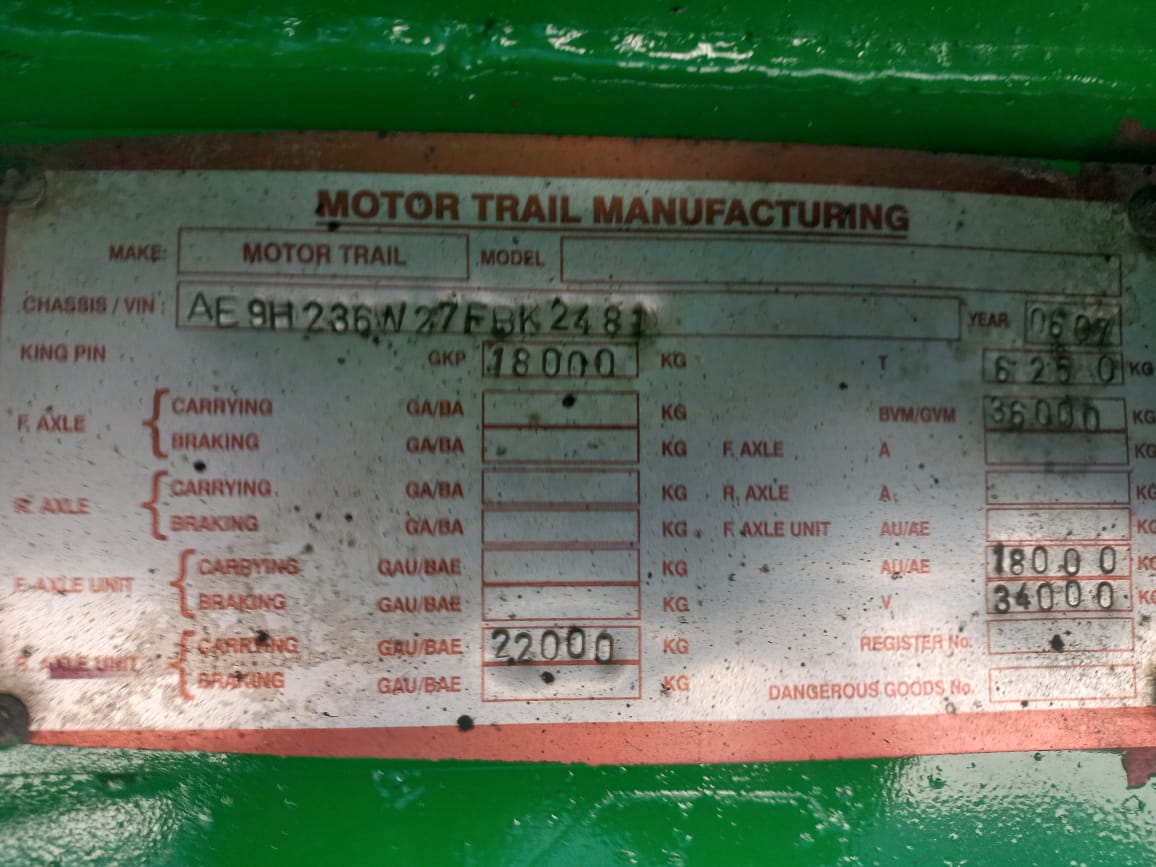 MOTOR TRAIL MANUFACTURING
MAKE: MOTOR TRAIL MODEL
CHASSIS / VIN : AE9H236W27FBK2481 YEAR 0607
KING PIN GKP 18000 KG T 6250 KG
F. AXLE CARRYING GA/BA KG BVM/GVM 36000 KG
BRAKING GA/BA KG F. AXLE A KG
R. AXLE CARRYING GA/BA KG R. AXLE A KG
BRAKING GA/BA KG F. AXLE UNIT AU/AE KG
F. AXLE UNIT CARRYING GAU/BAE KG AU/AE 18000 KG
BRAKING GAU/BAE KG V 34000 KG
R. AXLE UNIT CARRYING GAU/BAE 22000 KG REGISTER No.
BRAKING GAU/BAE KG DANGEROUS GOODS No.